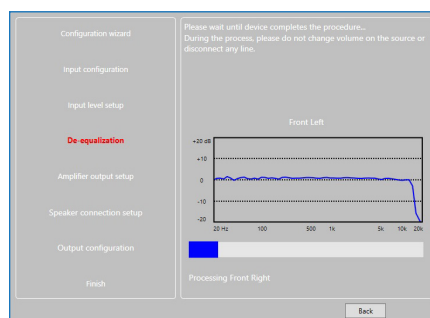 Configuration wizard
Input configuration
Input level setup
De-equalization
Amplifier output setup
Speaker connection setup
Output configuration
Finish
Please wait until device completes the procedure...
During the process, please do not change volume on the source or
disconnect any line.
Front Left
+20 dB
+10
0
-10
-20
20 Hz 100 500 1k 5k 10k 20k
Processing Front Right
Back